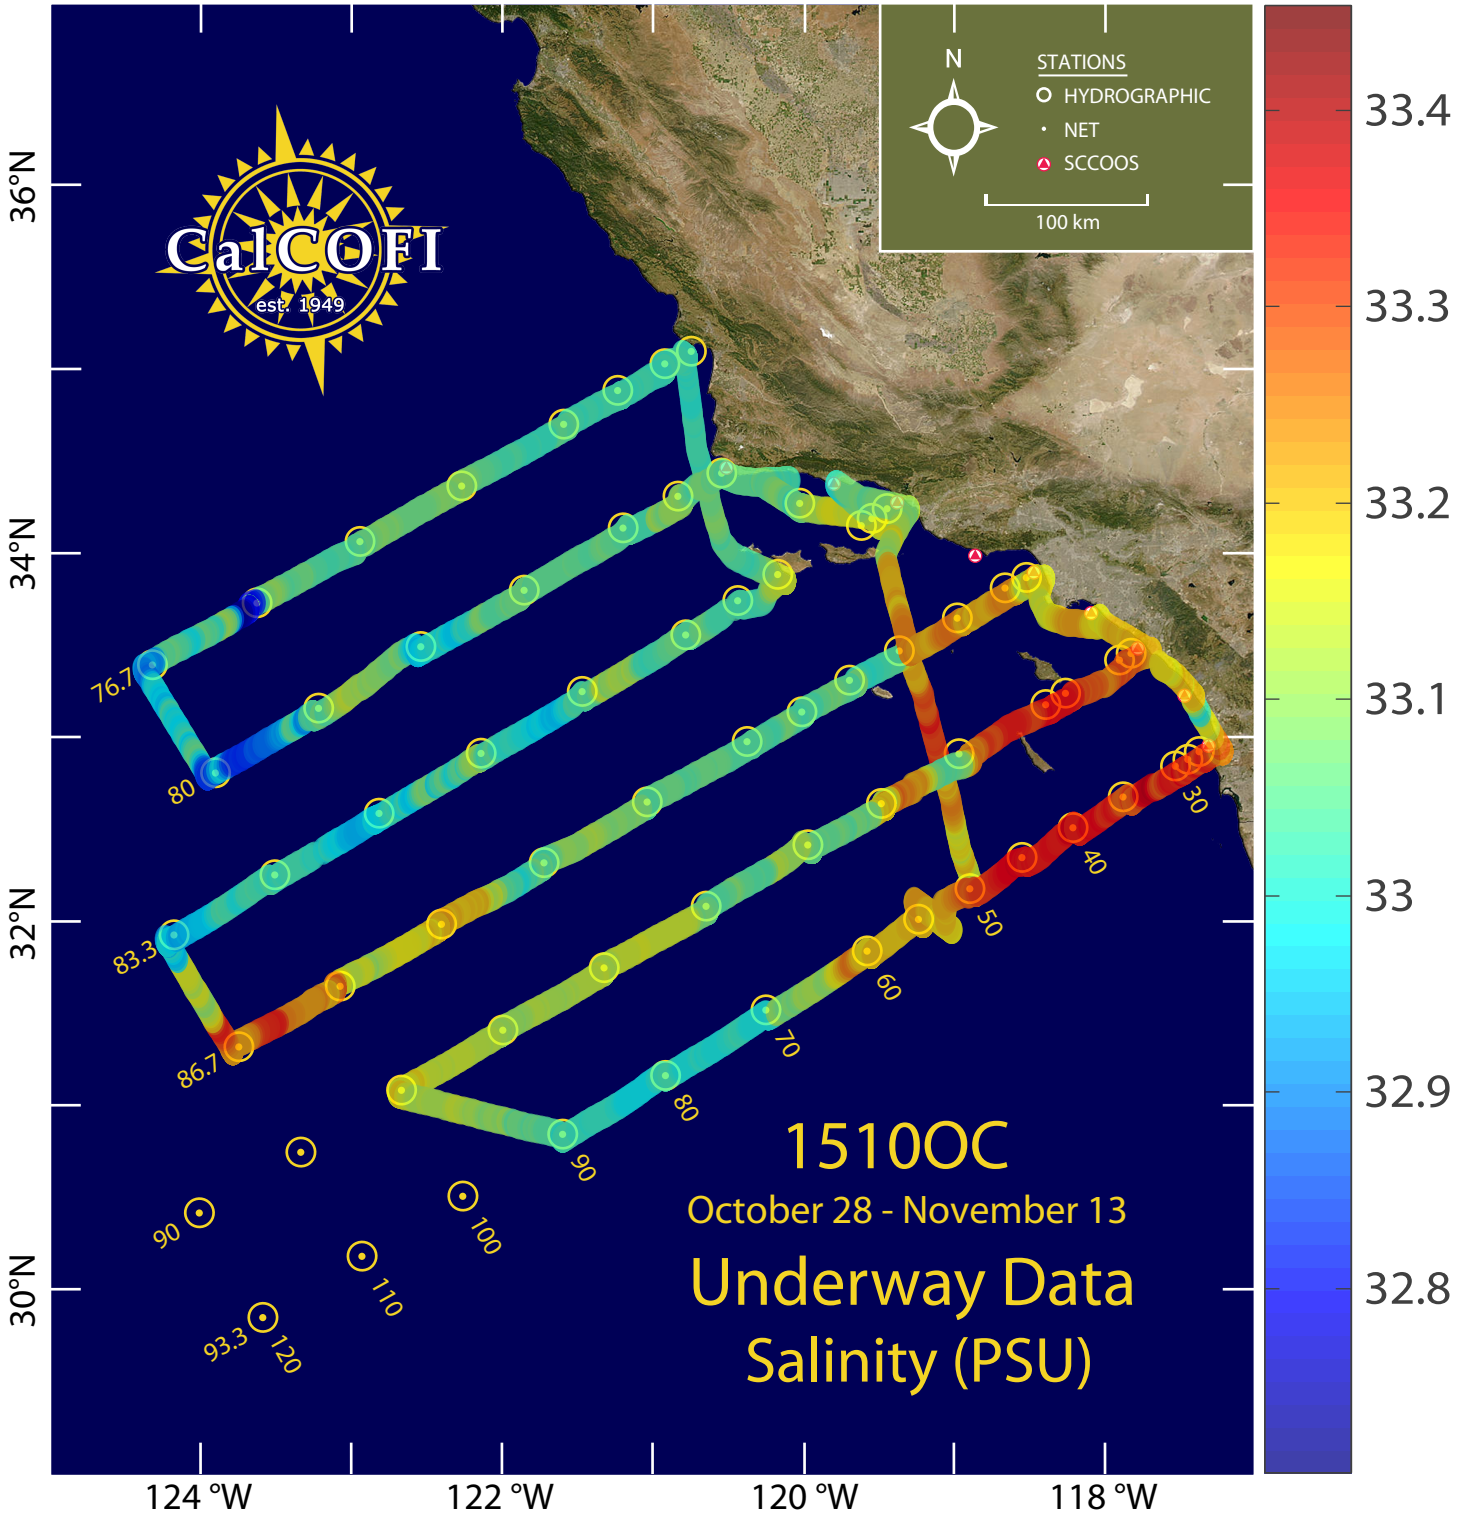 N
STATIONS
HYDROGRAPHIC
NET
SCCOOS
100 km
CalCOFI
est. 1949
36°N
34°N
32°N
30°N
76.7
80
83.3
86.7
90
93.3
30
40
50
60
70
80
90
100
110
120
1510OC
October 28 - November 13
Underway Data
Salinity (PSU)
124 °W
122 °W
120 °W
118 °W
33.4
33.3
33.2
33.1
33
32.9
32.8